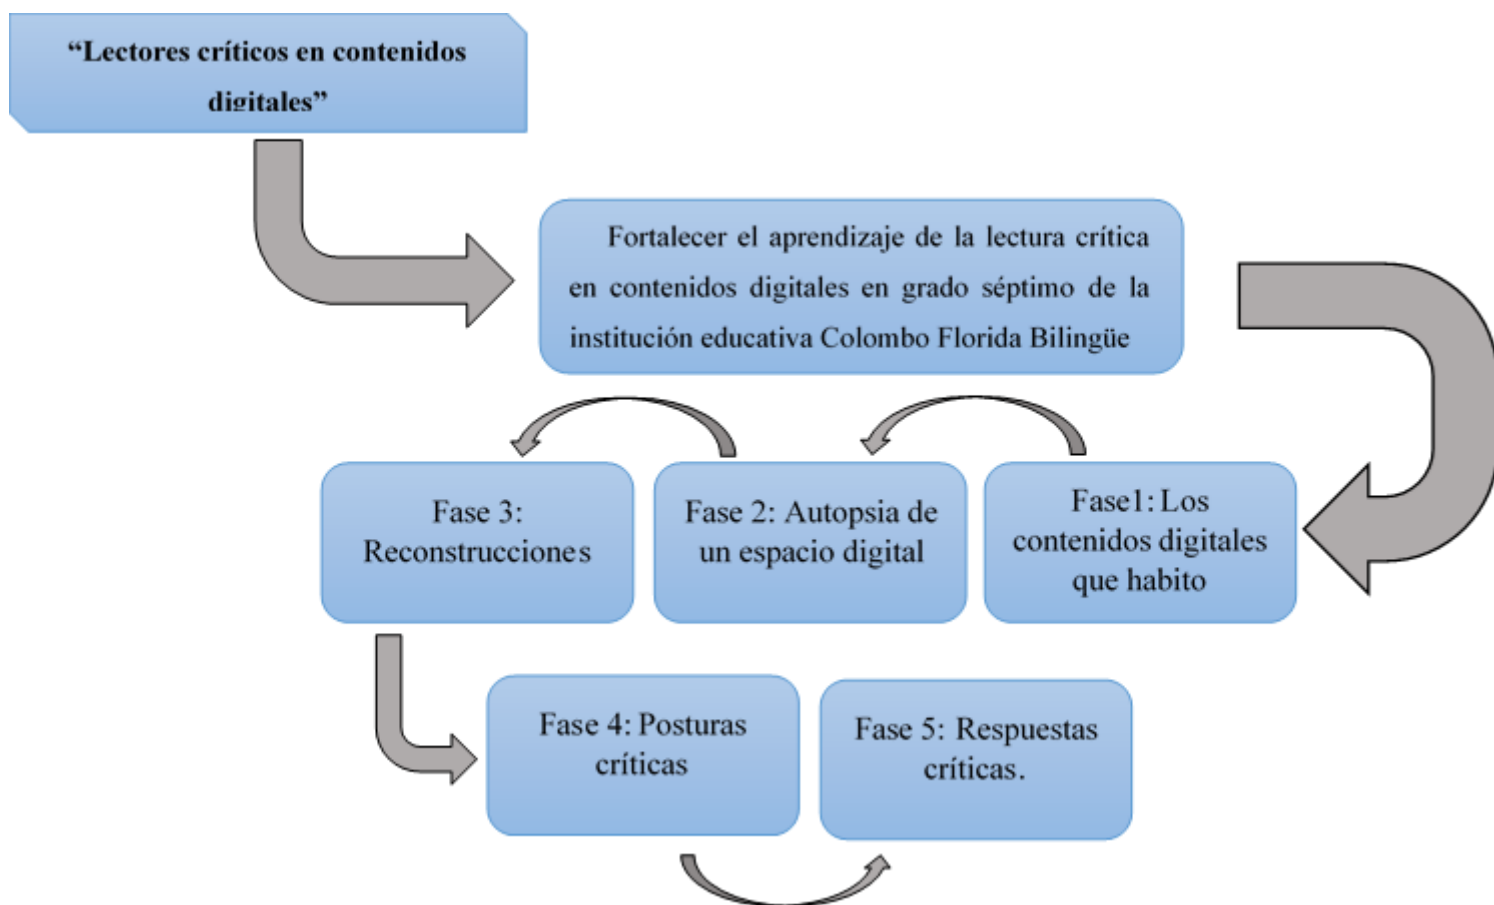 “Lectores críticos en contenidos
digitales”
Fortalecer el aprendizaje de la lectura crítica
en contenidos digitales en grado séptimo de la
institución educativa Colombo Florida Bilingüe
Fase1: Los
contenidos digitales
que habito
Fase 2: Autopsia de
un espacio digital
Fase 3:
Reconstrucciones
Fase 4: Posturas
críticas
Fase 5: Respuestas
críticas.